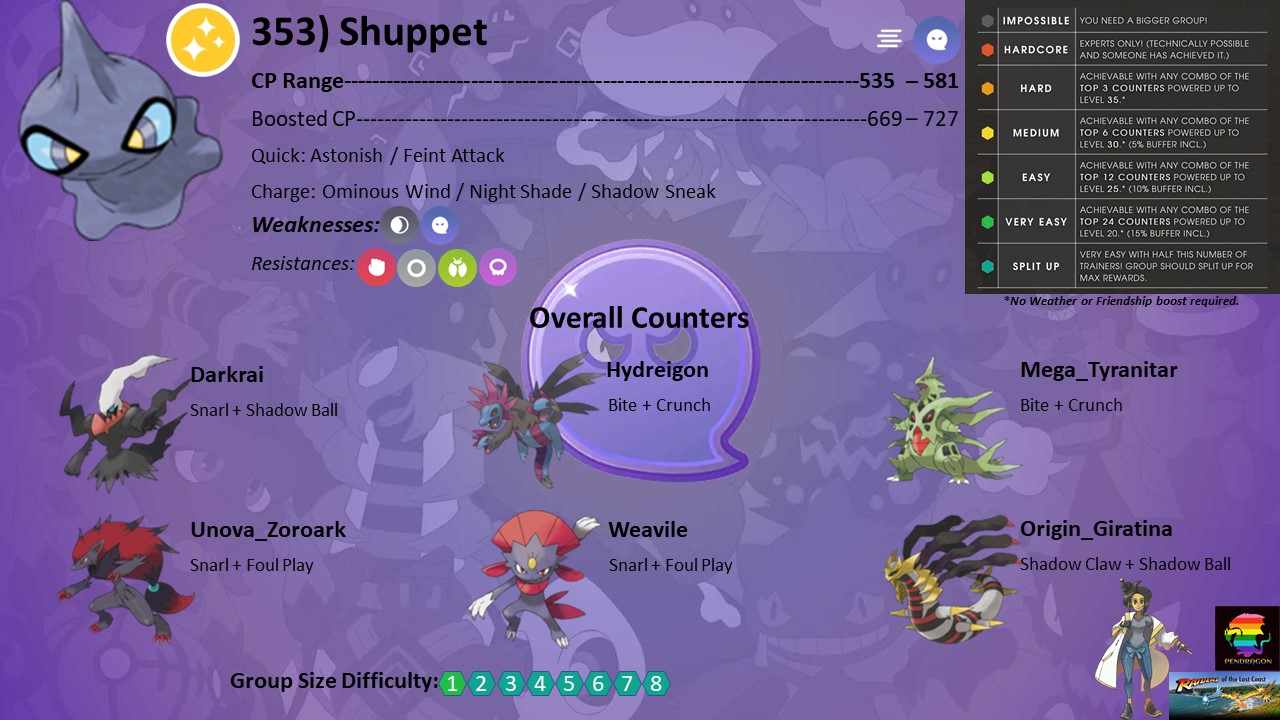 353) Shuppet
CP Range------------------------------------------------------------------------535 – 581
Boosted CP-----------------------------------------------------------------------669 – 727
Quick: Astonish / Feint Attack
Charge: Ominous Wind / Night Shade / Shadow Sneak
Weaknesses:
Resistances:
IMPOSSIBLE YOU NEED A BIGGER GROUP!
HARDCORE EXPERTS ONLY! (TECHNICALLY POSSIBLE
AND SOMEONE HAS ACHIEVED IT.)
HARD ACHIEVABLE WITH ANY COMBO OF THE
TOP 3 COUNTERS POWERED UP TO
LEVEL 35.*
MEDIUM ACHIEVABLE WITH ANY COMBO OF THE
TOP 6 COUNTERS POWERED UP TO
LEVEL 30.* (5% BUFFER INCL.)
EASY ACHIEVABLE WITH ANY COMBO OF THE
TOP 12 COUNTERS POWERED UP TO
LEVEL 25.* (10% BUFFER INCL.)
VERY EASY ACHIEVABLE WITH ANY COMBO OF THE
TOP 24 COUNTERS POWERED UP TO
LEVEL 20.* (15% BUFFER INCL.)
SPLIT UP VERY EASY WITH HALF THIS NUMBER OF
TRAINERS! GROUP SHOULD SPLIT UP FOR
MAX REWARDS.
*No Weather or Friendship boost required.
Overall Counters
Darkrai
Snarl + Shadow Ball
Hydreigon
Bite + Crunch
Mega_Tyranitar
Bite + Crunch
Unova_Zoroark
Snarl + Foul Play
Weavile
Snarl + Foul Play
Origin_Giratina
Shadow Claw + Shadow Ball
Group Size Difficulty: 1 2 3 4 5 6 7 8
PENDRAGON
RAIDERS of the Lost Coast